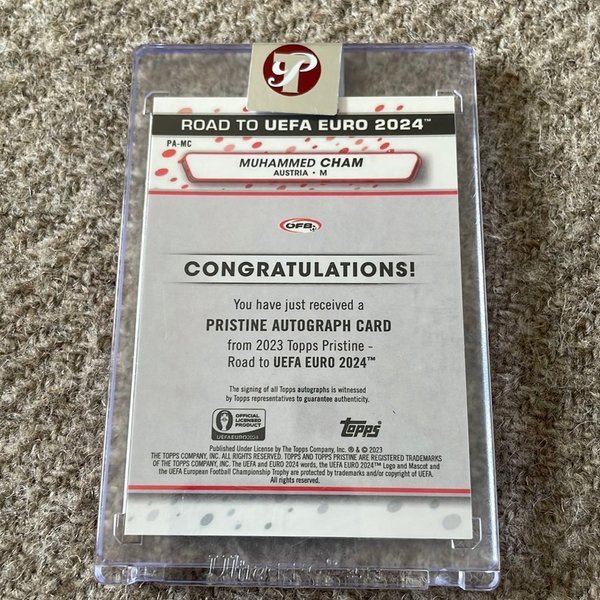 P
ROAD TO UEFA EURO 2024™
PA-MC
MUHAMMED CHAM
AUSTRIA • M
ÖFB
CONGRATULATIONS!
You have just received a
PRISTINE AUTOGRAPH CARD
from 2023 Topps Pristine -
Road to UEFA EURO 2024™
The signing of all Topps autographs is witnessed
by Topps representatives to guarantee authenticity.
OFFICIAL
LICENSED
PRODUCT
UEFAEURO2024
topps
Published Under License by The Topps Company, Inc. ® & © 2023
THE TOPPS COMPANY, INC. ALL RIGHTS RESERVED. TOPPS AND TOPPS PRISTINE ARE REGISTERED TRADEMARKS
OF THE TOPPS COMPANY, INC. The UEFA and EURO 2024 words, the UEFA EURO 2024™ Logo and Mascot and
the UEFA European Football Championship Trophy are protected by trademarks and/or copyright of UEFA.
All rights reserved.